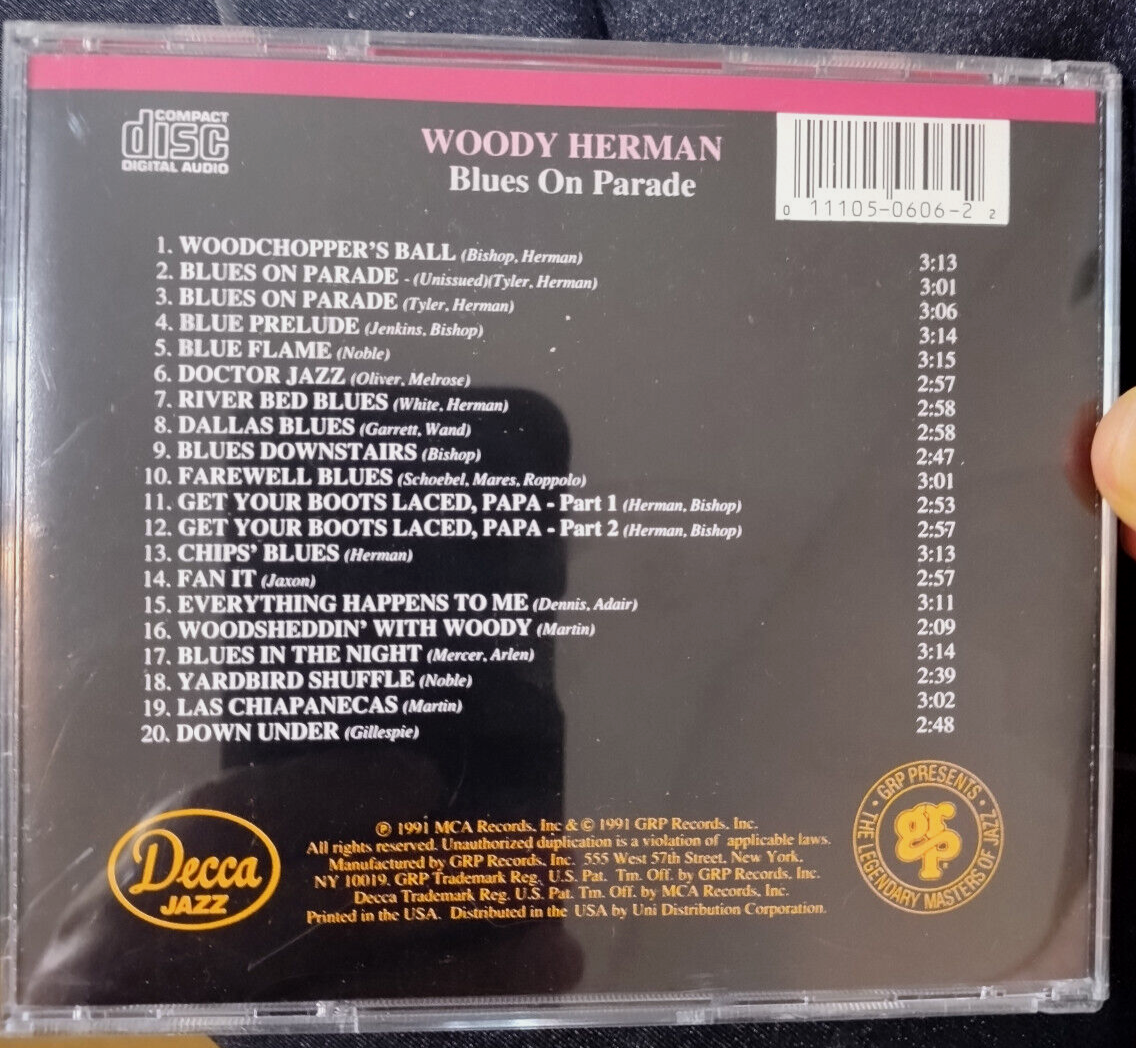 COMPACT
disc
DIGITAL AUDIO
WOODY HERMAN
Blues On Parade
0 11105-0606-2 2
1. WOODCHOPPER'S BALL (Bishop, Herman) 3:13
2. BLUES ON PARADE - (Unissued)(Tyler, Herman) 3:01
3. BLUES ON PARADE (Tyler, Herman) 3:06
4. BLUE PRELUDE (Jenkins, Bishop) 3:14
5. BLUE FLAME (Noble) 3:15
6. DOCTOR JAZZ (Oliver, Melrose) 2:57
7. RIVER BED BLUES (White, Herman) 2:58
8. DALLAS BLUES (Garrett, Wand) 2:58
9. BLUES DOWNSTAIRS (Bishop) 2:47
10. FAREWELL BLUES (Schoebel, Mares, Roppolo) 3:01
11. GET YOUR BOOTS LACED, PAPA - Part 1 (Herman, Bishop) 2:53
12. GET YOUR BOOTS LACED, PAPA - Part 2 (Herman, Bishop) 2:57
13. CHIPS' BLUES (Herman) 3:13
14. FAN IT (Jaxon) 2:57
15. EVERYTHING HAPPENS TO ME (Dennis, Adair) 3:11
16. WOODSHEDDIN' WITH WOODY (Martin) 2:09
17. BLUES IN THE NIGHT (Mercer, Arlen) 3:14
18. YARDBIRD SHUFFLE (Noble) 2:39
19. LAS CHIAPANECAS (Martin) 3:02
20. DOWN UNDER (Gillespie) 2:48
Decca
JAZZ
℗ 1991 MCA Records, Inc & © 1991 GRP Records, Inc.
All rights reserved. Unauthorized duplication is a violation of applicable laws.
Manufactured by GRP Records, Inc. 555 West 57th Street, New York,
NY 10019. GRP Trademark Reg. U.S. Pat. Tm. Off. by GRP Records, Inc.
Decca Trademark Reg. U.S. Pat. Tm. Off. by MCA Records, Inc.
Printed in the USA. Distributed in the USA by Uni Distribution Corporation.
• GRP PRESENTS •
THE LEGENDARY MASTERS OF JAZZ
grp